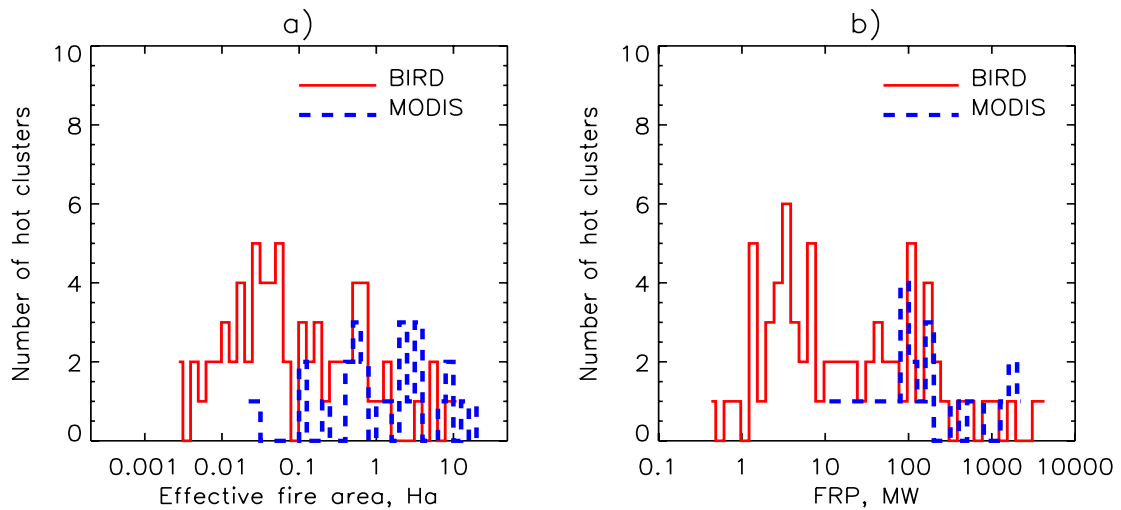 a)
10
8
6
4
2
0
Number of hot clusters
BIRD
MODIS
0.001 0.01 0.1 1 10
Effective fire area, Ha
b)
10
8
6
4
2
0
Number of hot clusters
BIRD
MODIS
0.1 1 10 100 1000 10000
FRP, MW